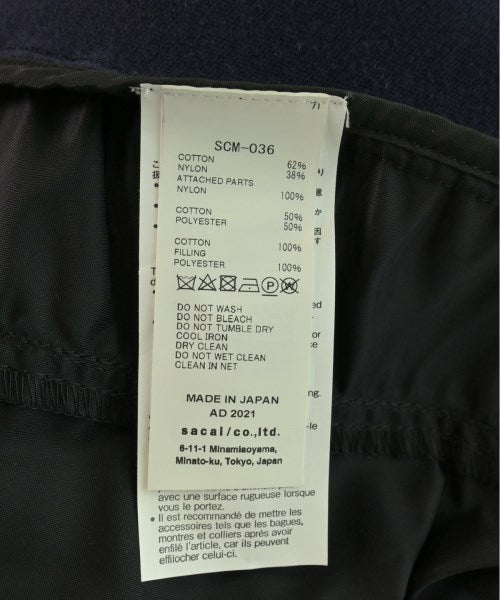 SCM-036
COTTON 62%
NYLON 38%
ATTACHED PARTS
NYLON 100%
COTTON 50%
POLYESTER 50%
COTTON 100%
FILLING
POLYESTER 100%
P W
DO NOT WASH
DO NOT BLEACH
DO NOT TUMBLE DRY
COOL IRON
DRY CLEAN
DO NOT WET CLEAN
CLEAN IN NET
MADE IN JAPAN
AD 2021
sacai/co.,ltd.
6-11-1 Minamiaoyama,
Minato-ku, Tokyo, Japan
avec une surface rugueuse lorsque
vous le portez.
• Il est recommandé de mettre les
accessoires tels que les bagues,
montres et colliers après avoir
enfilé l'article, car ils peuvent
effilocher celui-ci.